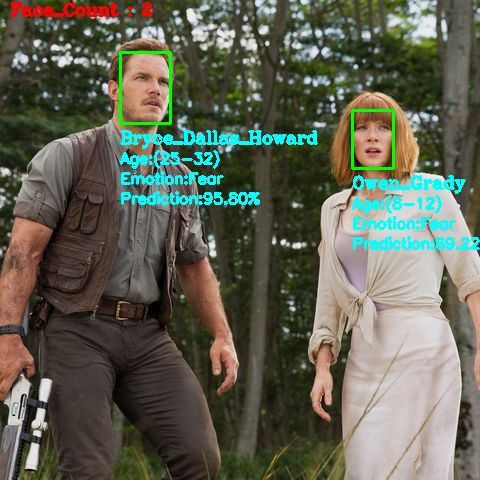 Face_Count : 2
Bryce_Dallas_Howard
Age:(25-32)
Emotion:Fear
Prediction:95.80%
Owen_Grady
Age:(8-12)
Emotion:Fear
Prediction:69.22